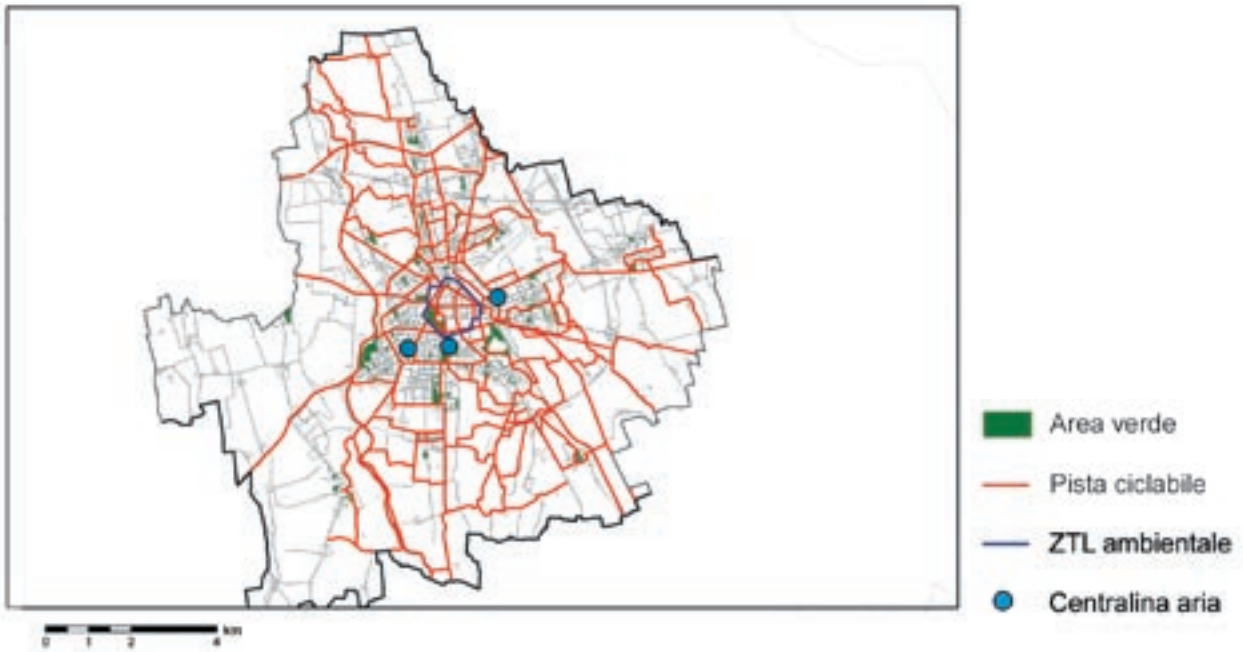 Area verde
Pista ciclabile
ZTL ambientale
Centralina aria
0 1 2 4 km